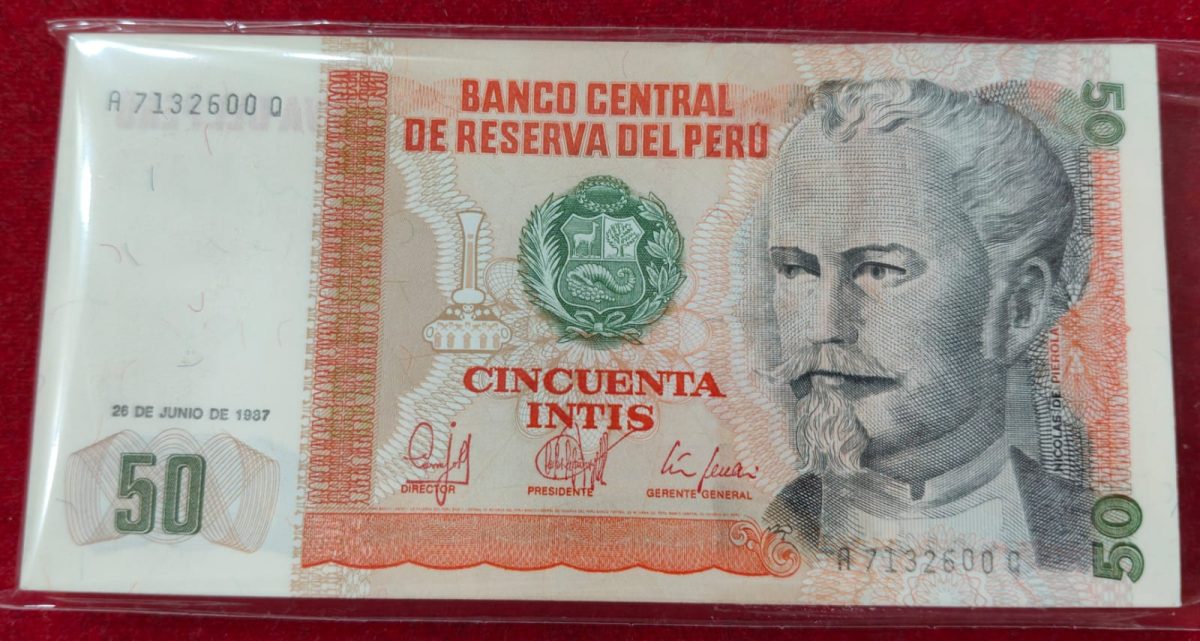 A 7132600 Q
BANCO CENTRAL
DE RESERVA DEL PERÚ
50
CINCUENTA
INTIS
26 DE JUNIO DE 1987
50
DIRECTOR
PRESIDENTE
GERENTE GENERAL
NICOLAS DE PIEROLA
A 7132600 Q
50